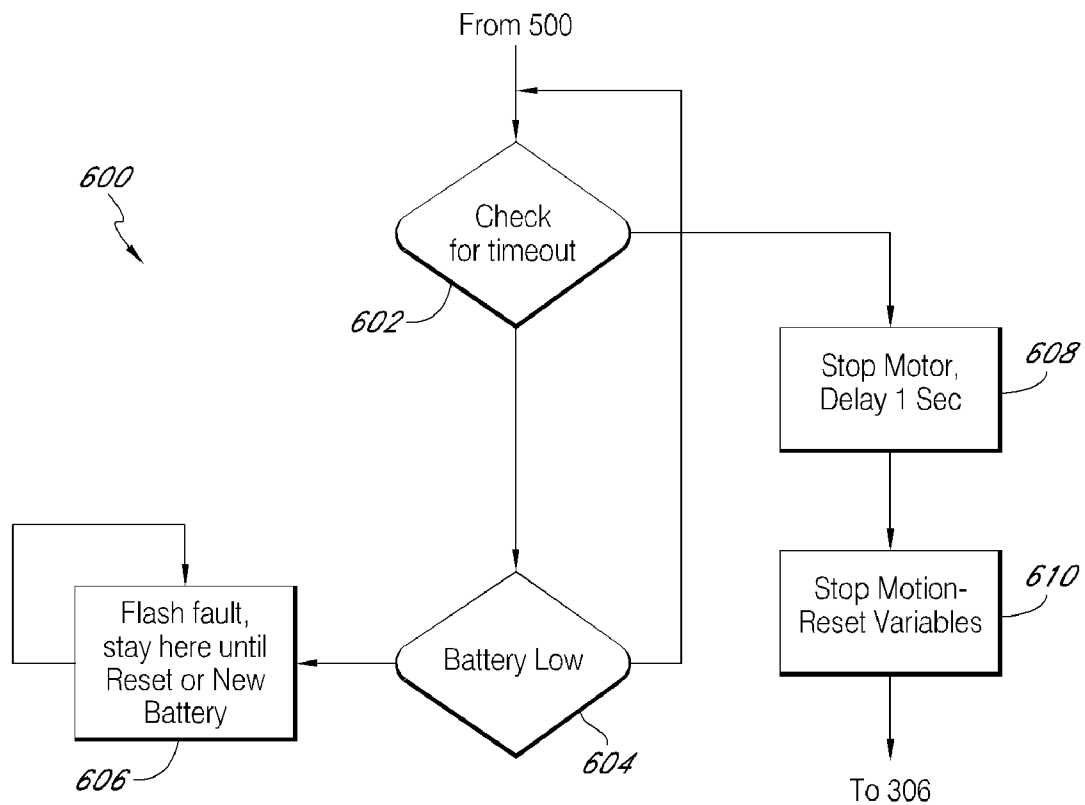 From 500
600
Check
for timeout
602
Stop Motor,
Delay 1 Sec
608
Stop Motion-
Reset Variables
610
Flash fault,
stay here until
Reset or New
Battery
606
Battery Low
604
To 306